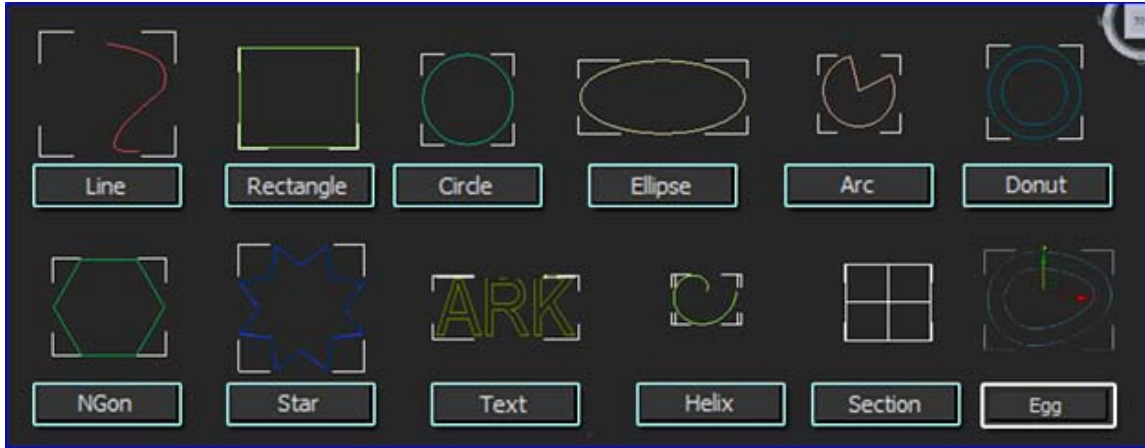 Line
Rectangle
Circle
Ellipse
Arc
Donut
ARK
NGon
Star
Text
Helix
Section
Egg